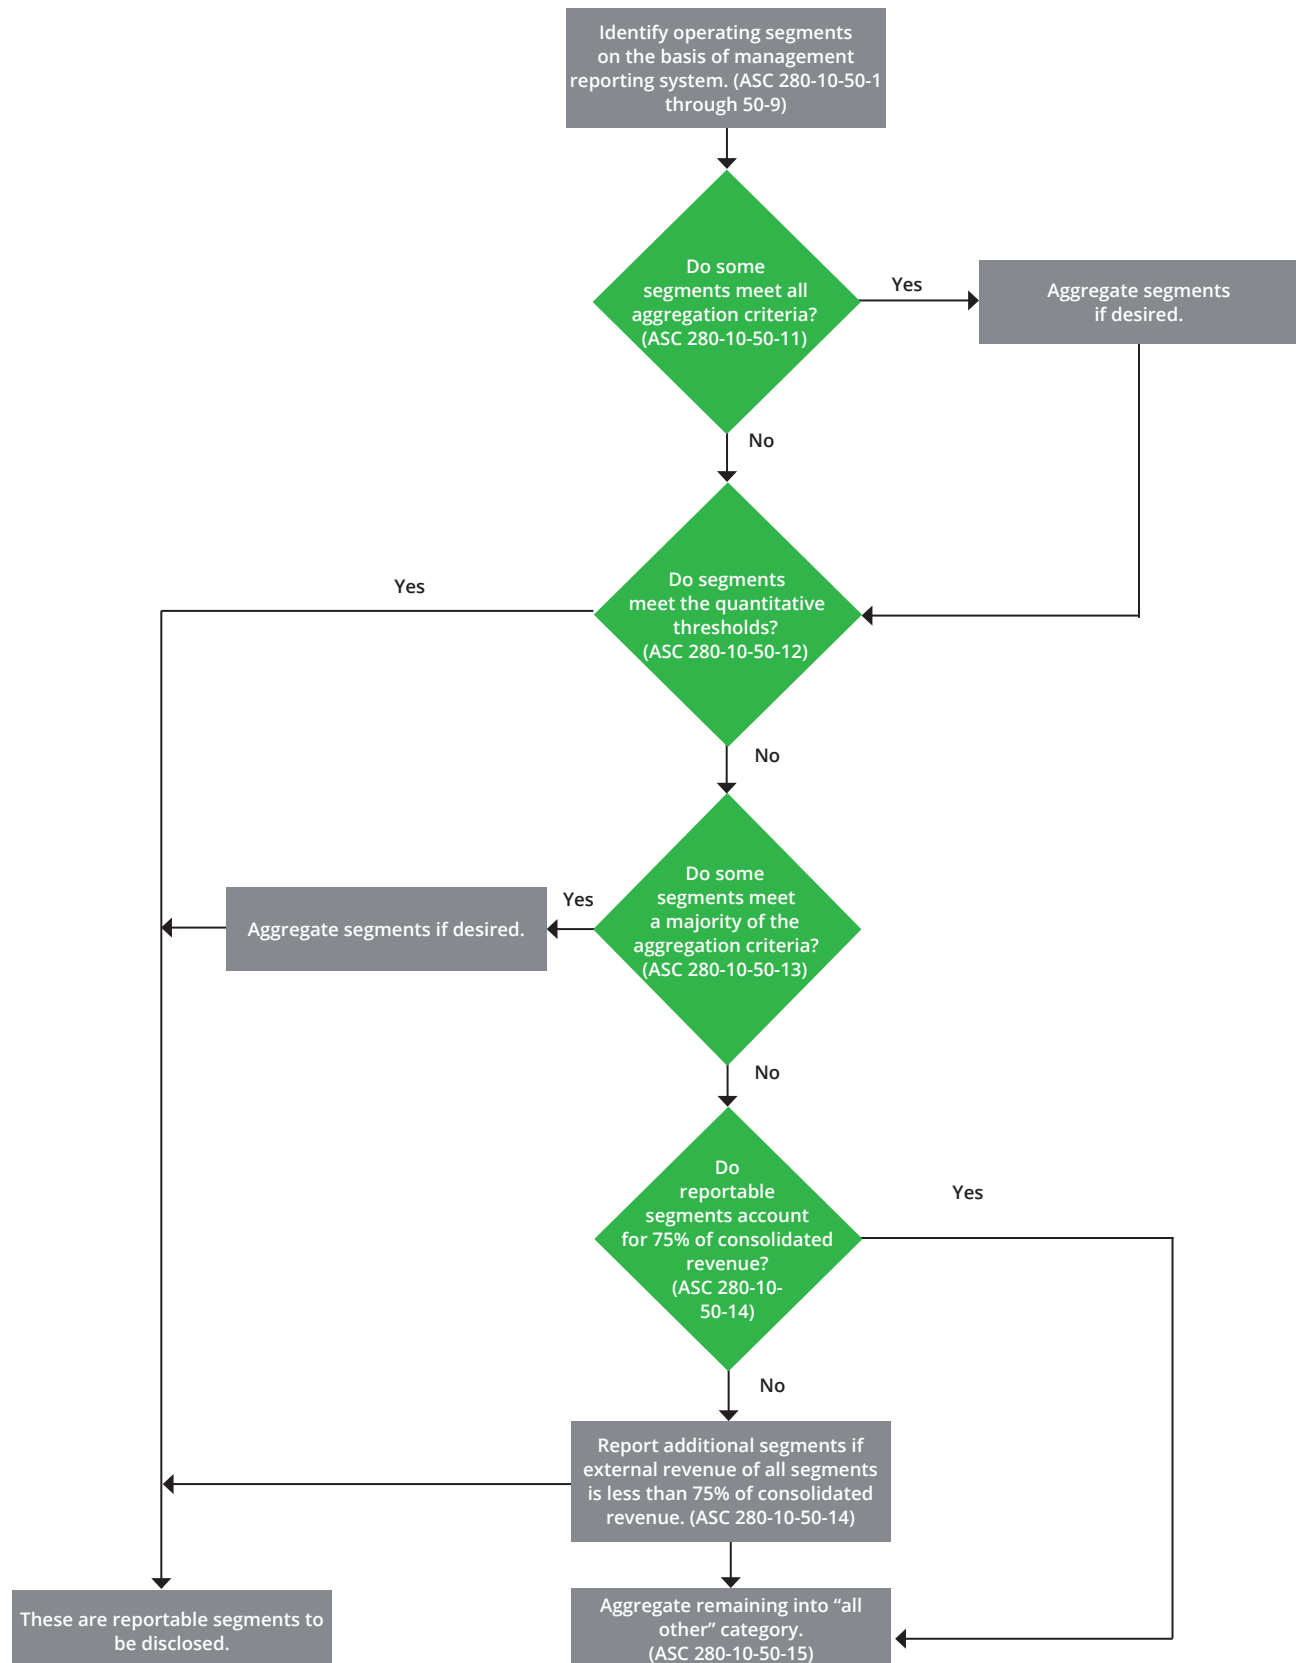 Identify operating segments
on the basis of management
reporting system. (ASC 280-10-50-1
through 50-9)
Do some
segments meet all
aggregation criteria?
(ASC 280-10-50-11)
Yes
Aggregate segments
if desired.
No
Do segments
meet the quantitative
thresholds?
(ASC 280-10-50-12)
Yes
No
Do some
segments meet
a majority of the
aggregation criteria?
(ASC 280-10-50-13)
Yes
Aggregate segments if desired.
No
Do
reportable
segments account
for 75% of consolidated
revenue?
(ASC 280-10-
50-14)
Yes
No
Report additional segments if
external revenue of all segments
is less than 75% of consolidated
revenue. (ASC 280-10-50-14)
These are reportable segments to
be disclosed.
Aggregate remaining into “all
other” category.
(ASC 280-10-50-15)